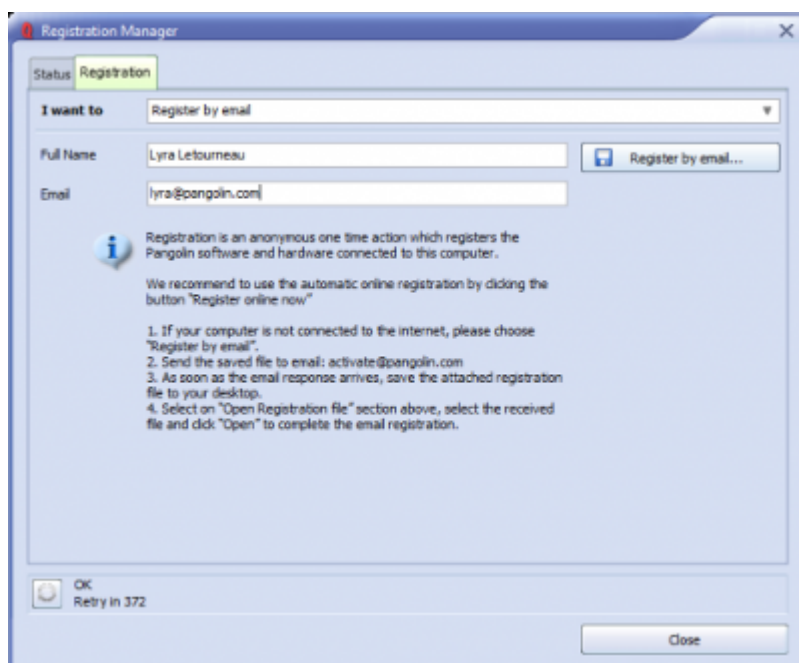 Registration Manager
Status Registration
I want to Register by email
Full Name Lyra Letourneau Register by email...
Email lyra@pangolin.com
Registration is an anonymous one time action which registers the
Pangolin software and hardware connected to this computer.
We recommend to use the automatic online registration by clicking the
button "Register online now"
1. If your computer is not connected to the internet, please choose
"Register by email".
2. Send the saved file to email: activate@pangolin.com
3. As soon as the email response arrives, save the attached registration
file to your desktop.
4. Select on "Open Registration file" section above, select the received
file and click "Open" to complete the email registration.
OK
Retry in 372
Close